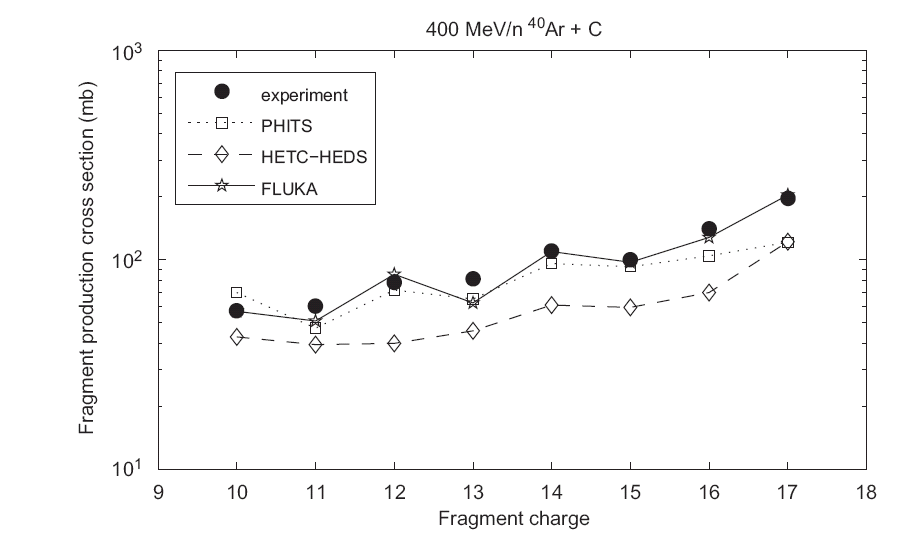 400 MeV/n ⁴⁰Ar + C
10³
experiment
PHITS
HETC−HEDS
FLUKA
10²
10¹
Fragment production cross section (mb)
9 10 11 12 13 14 15 16 17 18
Fragment charge